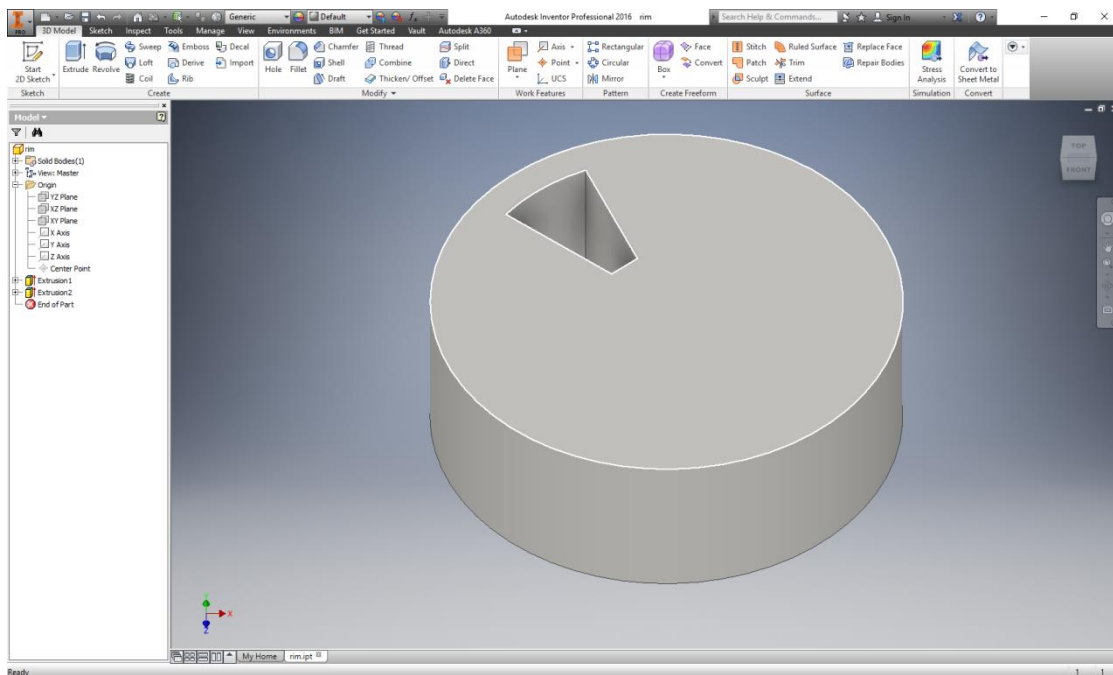 Generic Default Autodesk Inventor Professional 2016 rim Search Help & Commands... Sign In
PRO 3D Model Sketch Inspect Tools Manage View Environments BIM Get Started Vault Autodesk A360
Start 2D Sketch
Extrude Revolve
Sweep Emboss Decal
Loft Derive Import
Coil Rib
Hole Fillet
Chamfer Thread Split
Shell Combine Direct
Draft Thicken/ Offset Delete Face
Plane
Axis
Point
UCS
Rectangular
Circular
Mirror
Box
Face
Convert
Stitch Ruled Surface Replace Face
Patch Trim Repair Bodies
Sculpt Extend
Stress Analysis
Convert to Sheet Metal
Sketch Create Modify Work Features Pattern Create Freeform Surface Simulation Convert
Model
rim
Solid Bodies(1)
View: Master
Origin
YZ Plane
XZ Plane
XY Plane
X Axis
Y Axis
Z Axis
Center Point
Extrusion1
Extrusion2
End of Part
TOP
FRONT
X
Z
My Home rim.ipt
Ready 1 1